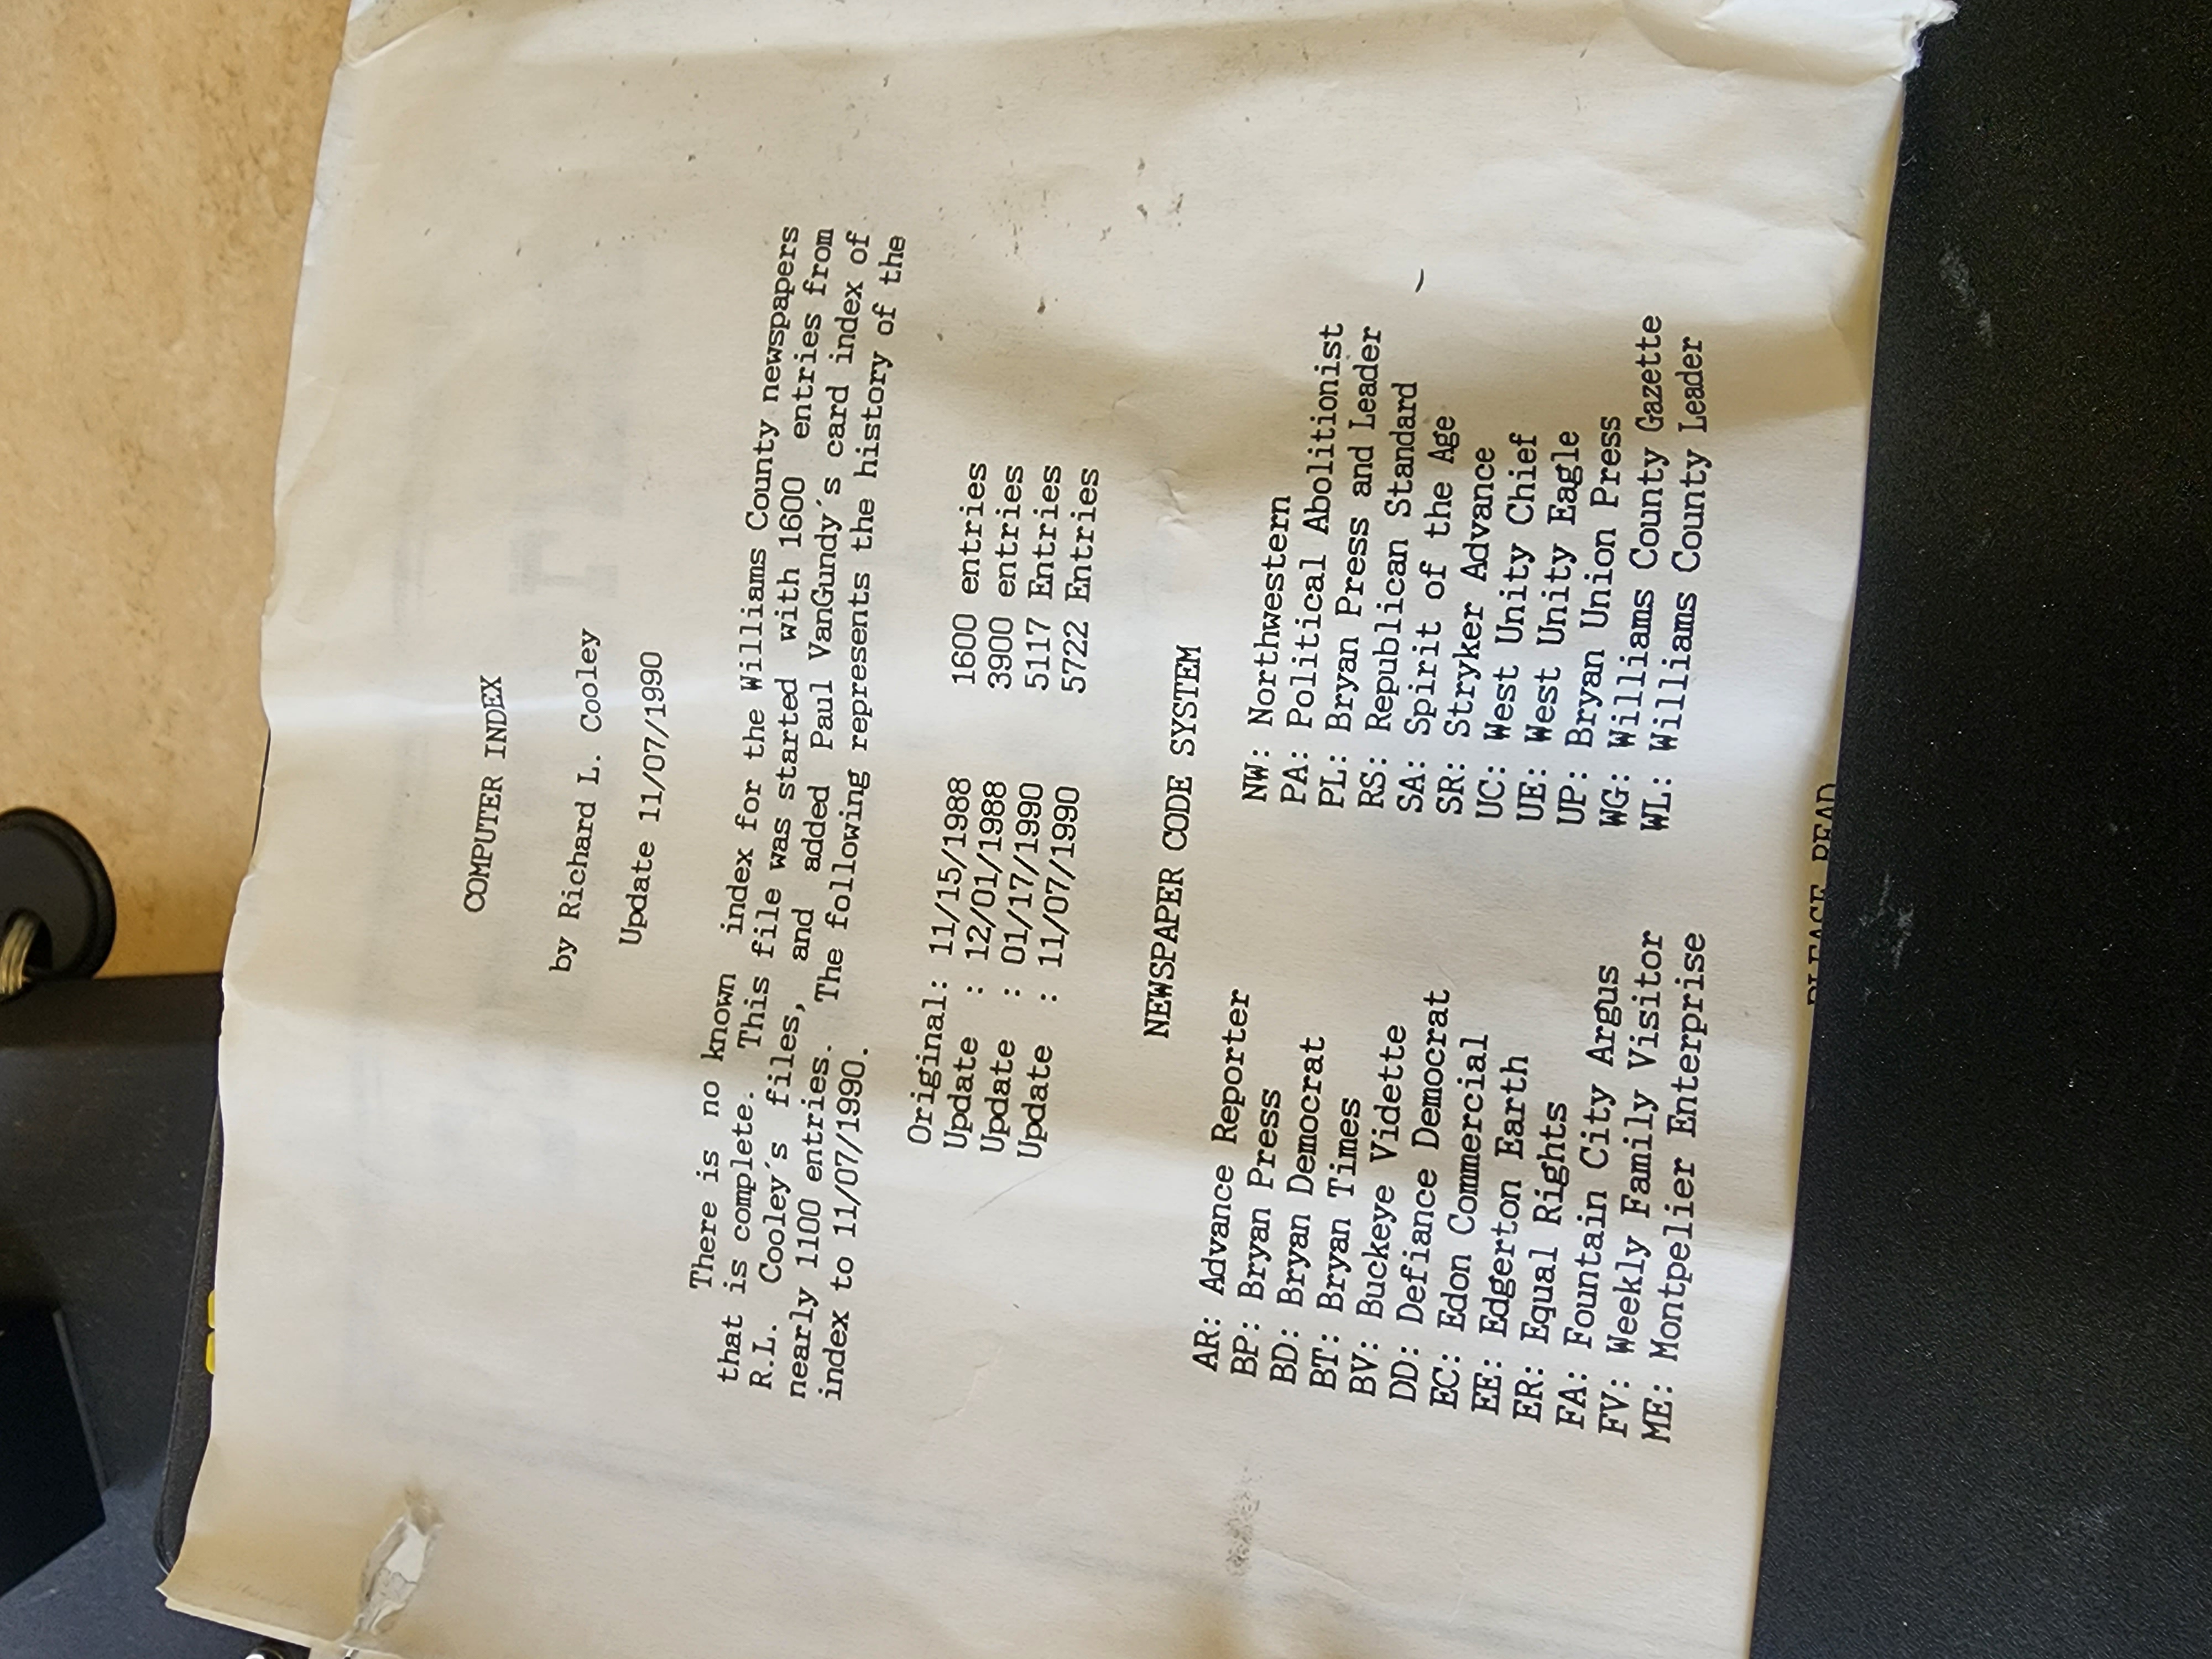 COMPUTER INDEX
by Richard L. Cooley
Update 11/07/1990
There is no known index for the Williams County newspapers
that is complete. This file was started with 1600 entries from
R.L. Cooley's files, and added Paul VanGundy's card index of
nearly 1100 entries. The following represents the history of the
index to 11/07/1990.
Original: 11/15/1988 1600 entries
Update : 12/01/1988 3900 entries
Update : 01/17/1990 5117 Entries
Update : 11/07/1990 5722 Entries
NEWSPAPER CODE SYSTEM
AR: Advance Reporter
BP: Bryan Press
BD: Bryan Democrat
BT: Bryan Times
BV: Buckeye Vidette
DD: Defiance Democrat
EC: Edon Commercial
EE: Edgerton Earth
ER: Equal Rights
FA: Fountain City Argus
FV: Weekly Family Visitor
ME: Montpelier Enterprise
NW: Northwestern
PA: Political Abolitionist
PL: Bryan Press and Leader
RS: Republican Standard
SA: Spirit of the Age
SR: Stryker Advance
UC: West Unity Chief
UE: West Unity Eagle
UP: Bryan Union Press
WG: Williams County Gazette
WL: Williams County Leader
PLEASE READ